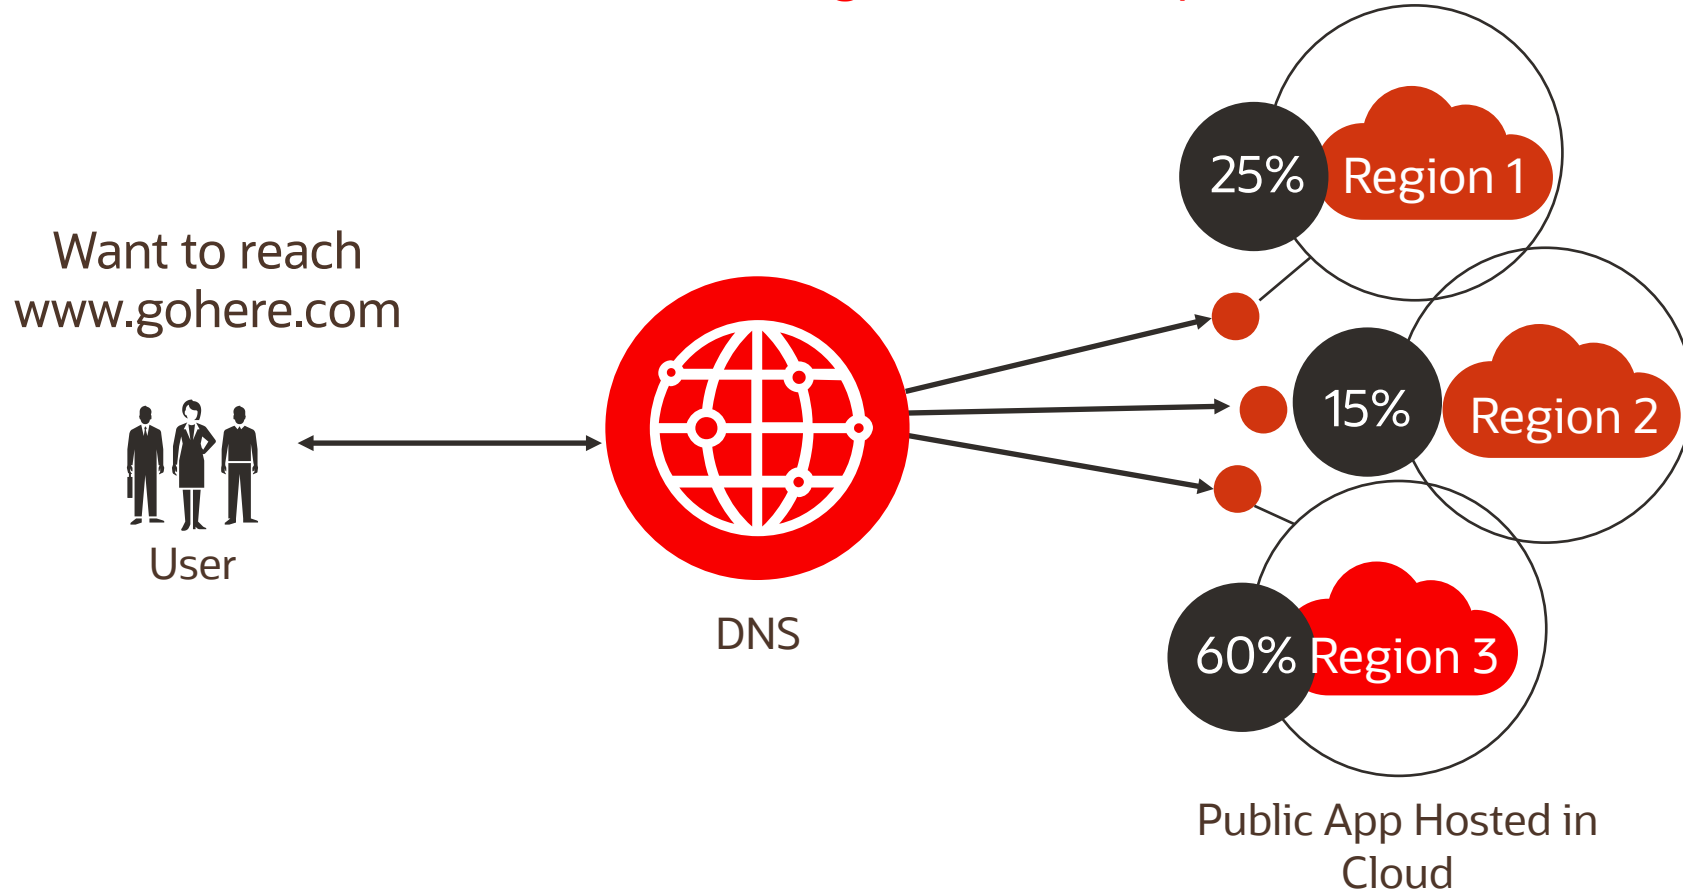 Want to reach
www.gohere.com
User
DNS
25%
Region 1
15%
Region 2
60%
Region 3
Public App Hosted in
Cloud